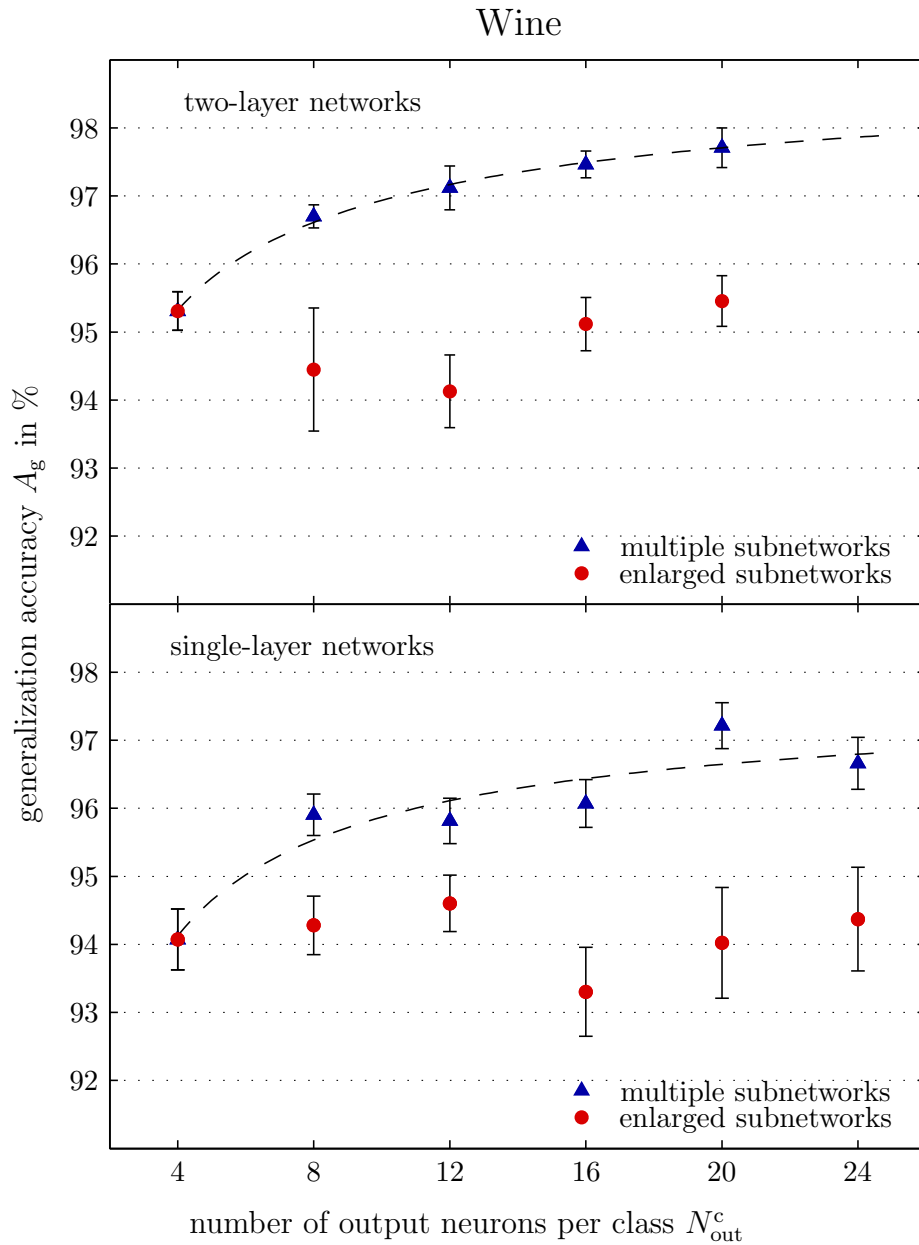 Wine
two-layer networks
98
97
96
95
94
93
92
multiple subnetworks
enlarged subnetworks
generalization accuracy A_g in %
single-layer networks
98
97
96
95
94
93
92
multiple subnetworks
enlarged subnetworks
4 8 12 16 20 24
number of output neurons per class N^c_out